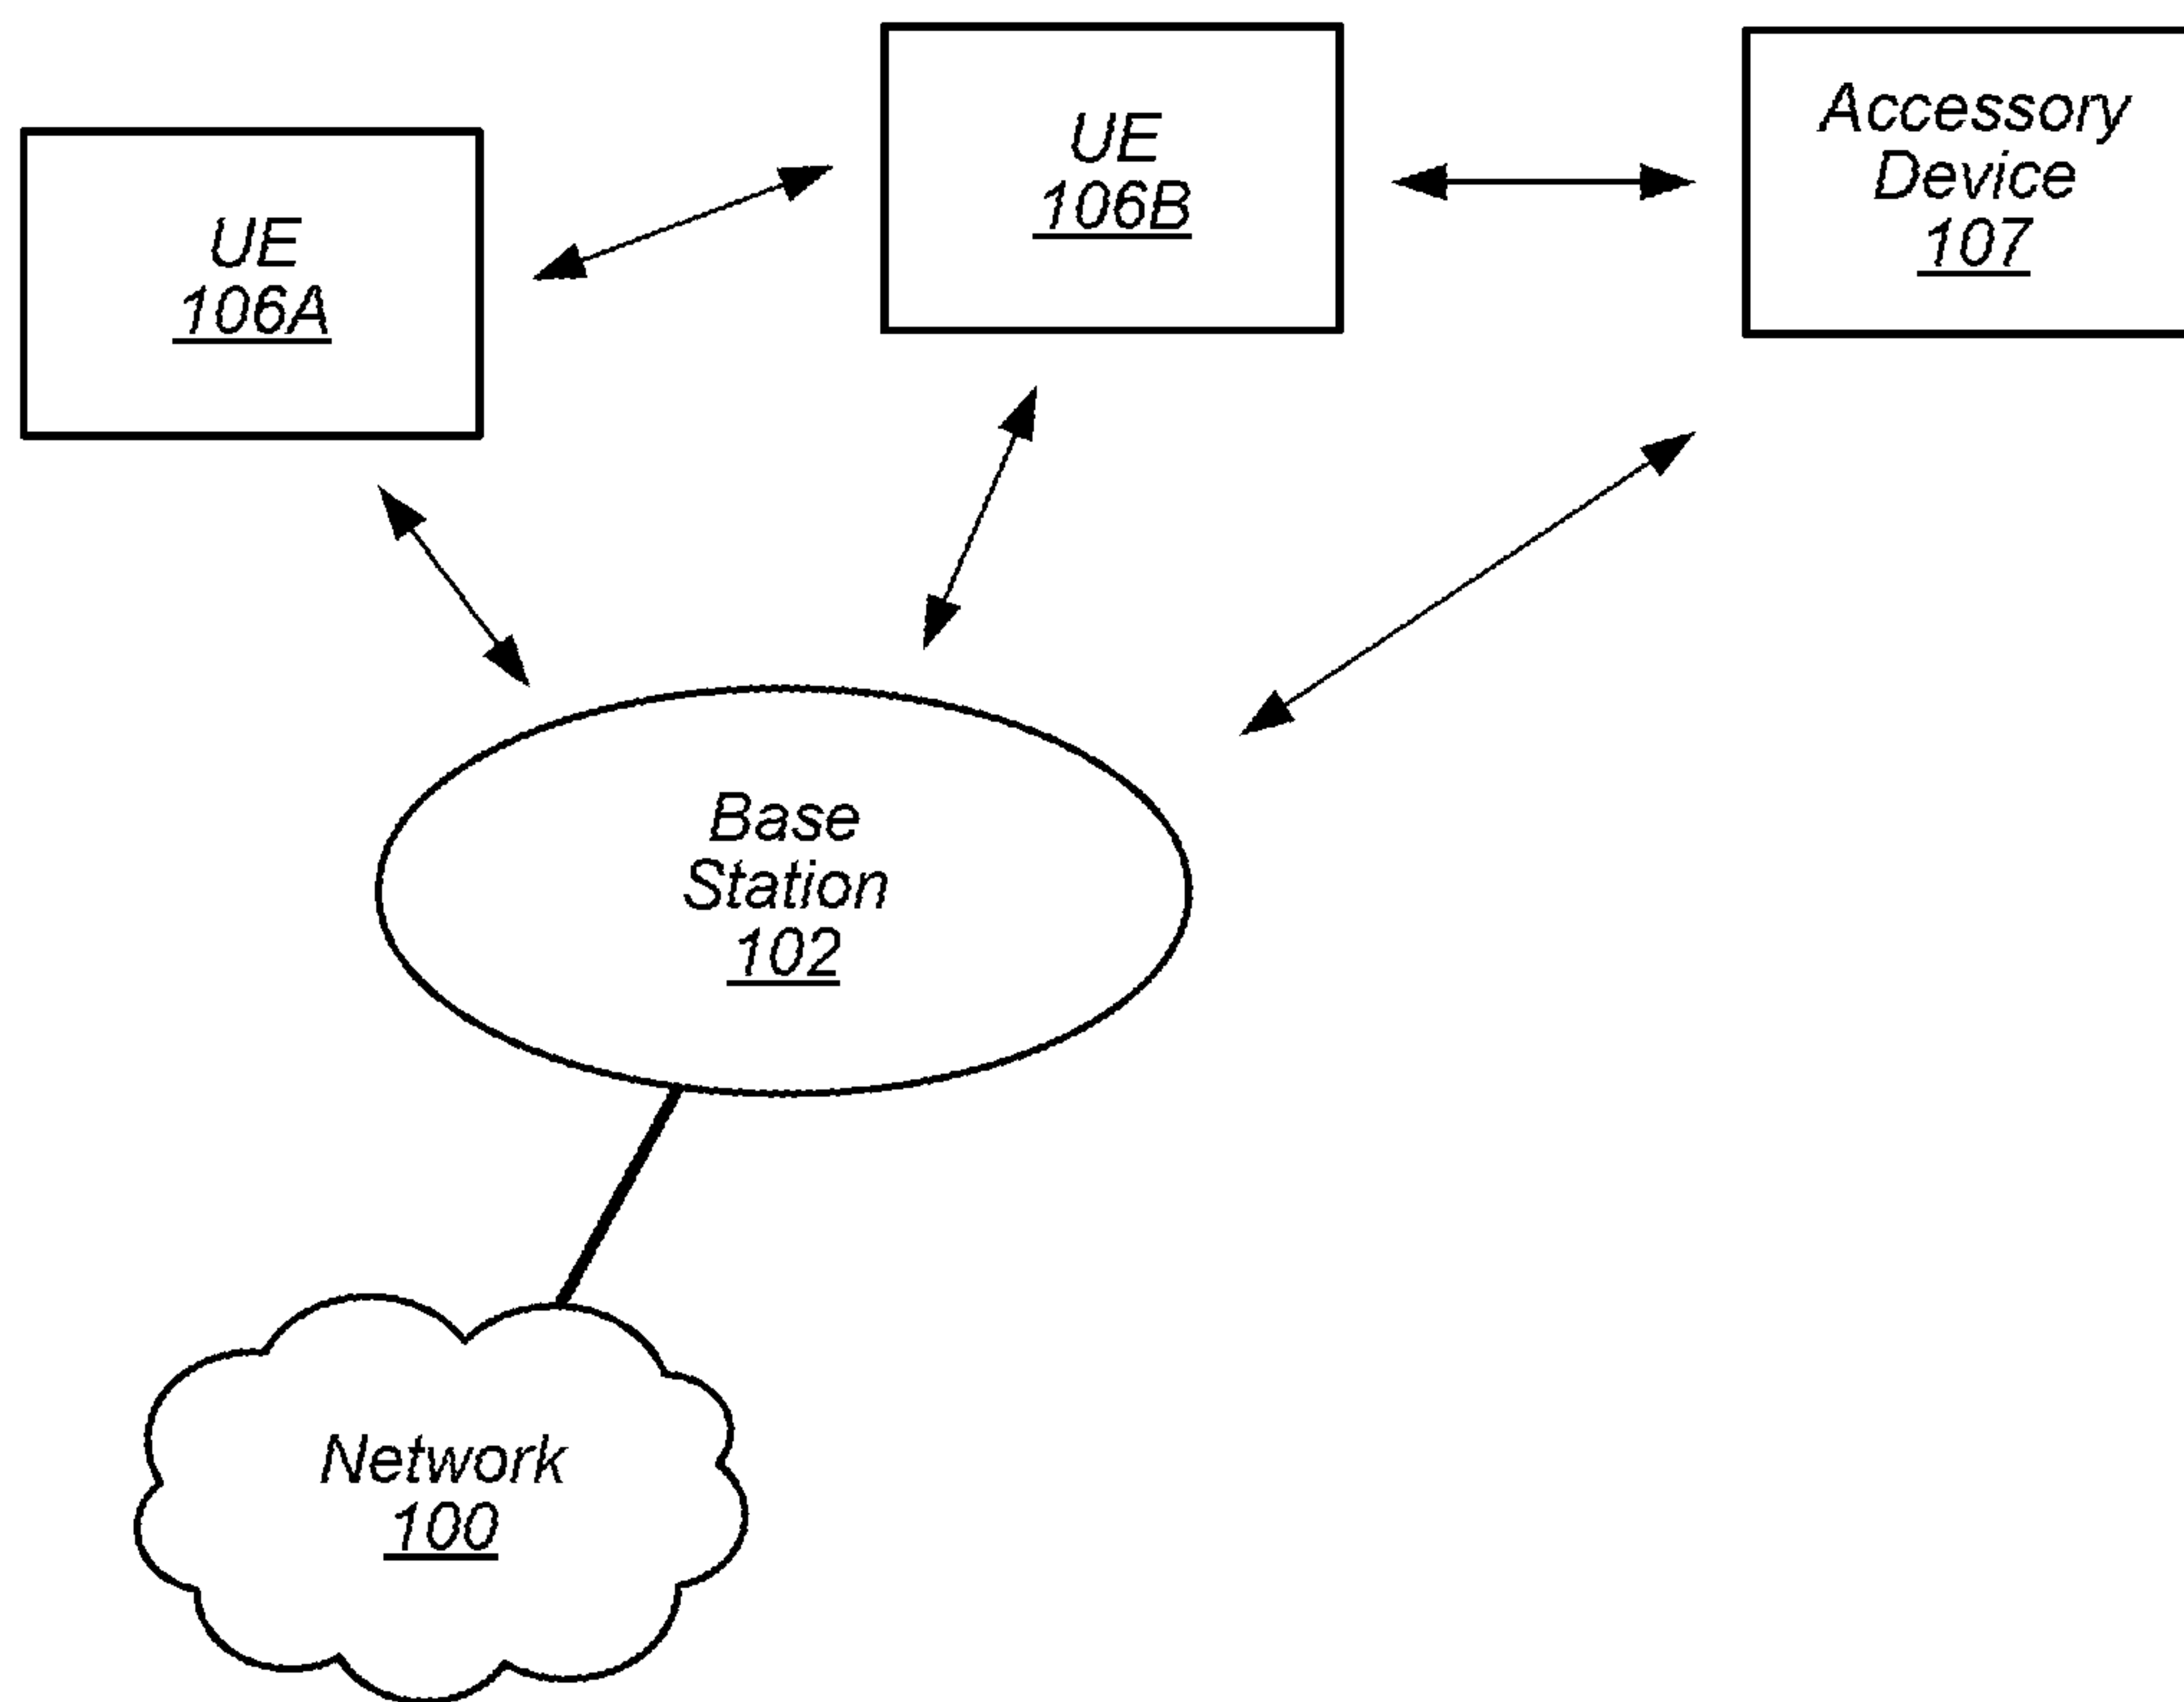 UE
106A
UE
106B
Accessory
Device
107
Base
Station
102
Network
100